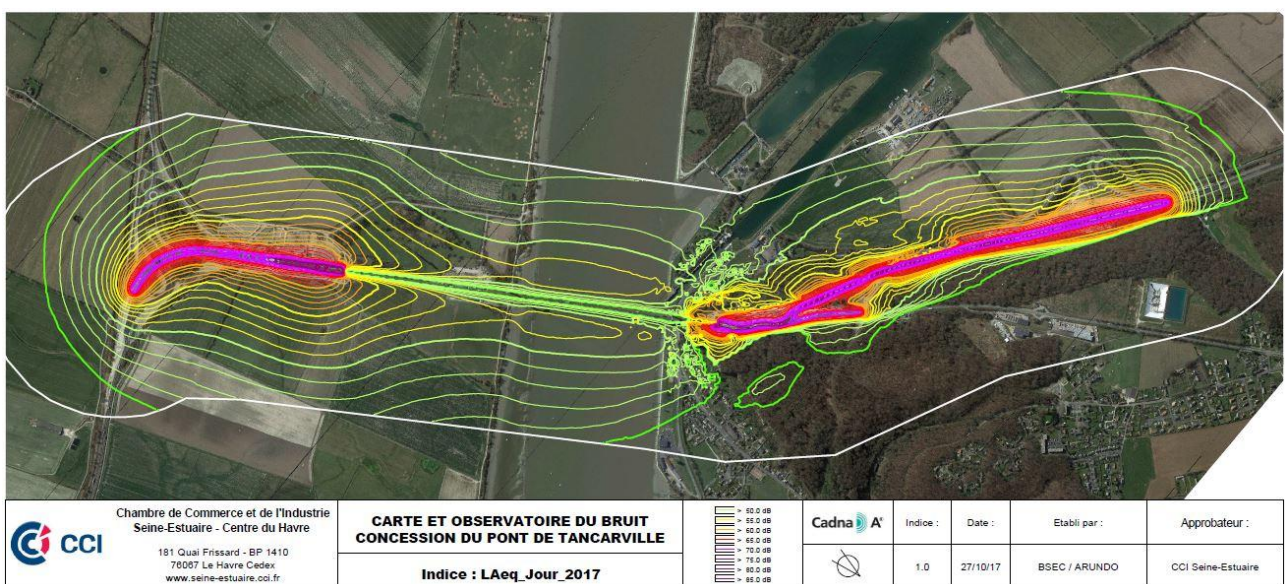 CCI
Chambre de Commerce et de l'Industrie
Seine-Estuaire - Centre du Havre
181 Quai Frissard - BP 1410
76067 Le Havre Cedex
www.seine-estuaire.cci.fr
CARTE ET OBSERVATOIRE DU BRUIT
CONCESSION DU PONT DE TANCARVILLE
Indice : LAeq_Jour_2017
> 50.0 dB
> 55.0 dB
> 60.0 dB
> 65.0 dB
> 70.0 dB
> 75.0 dB
> 80.0 dB
> 85.0 dB
Cadna A
Indice :
Date :
Etabli par :
Approbateur :
1.0
27/10/17
BSEC / ARUNDO
CCI Seine-Estuaire